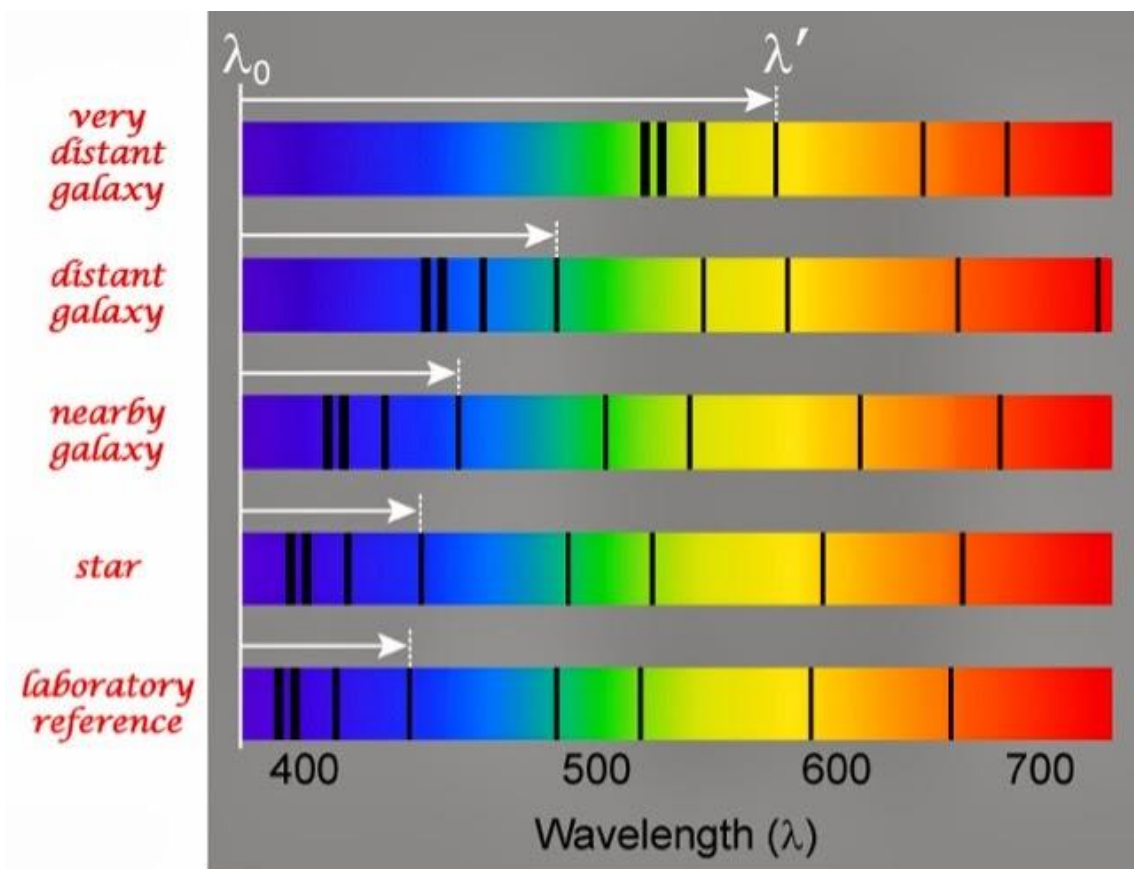 λ₀ λ′
very
distant
galaxy
distant
galaxy
nearby
galaxy
star
laboratory
reference
400 500 600 700
Wavelength (λ)